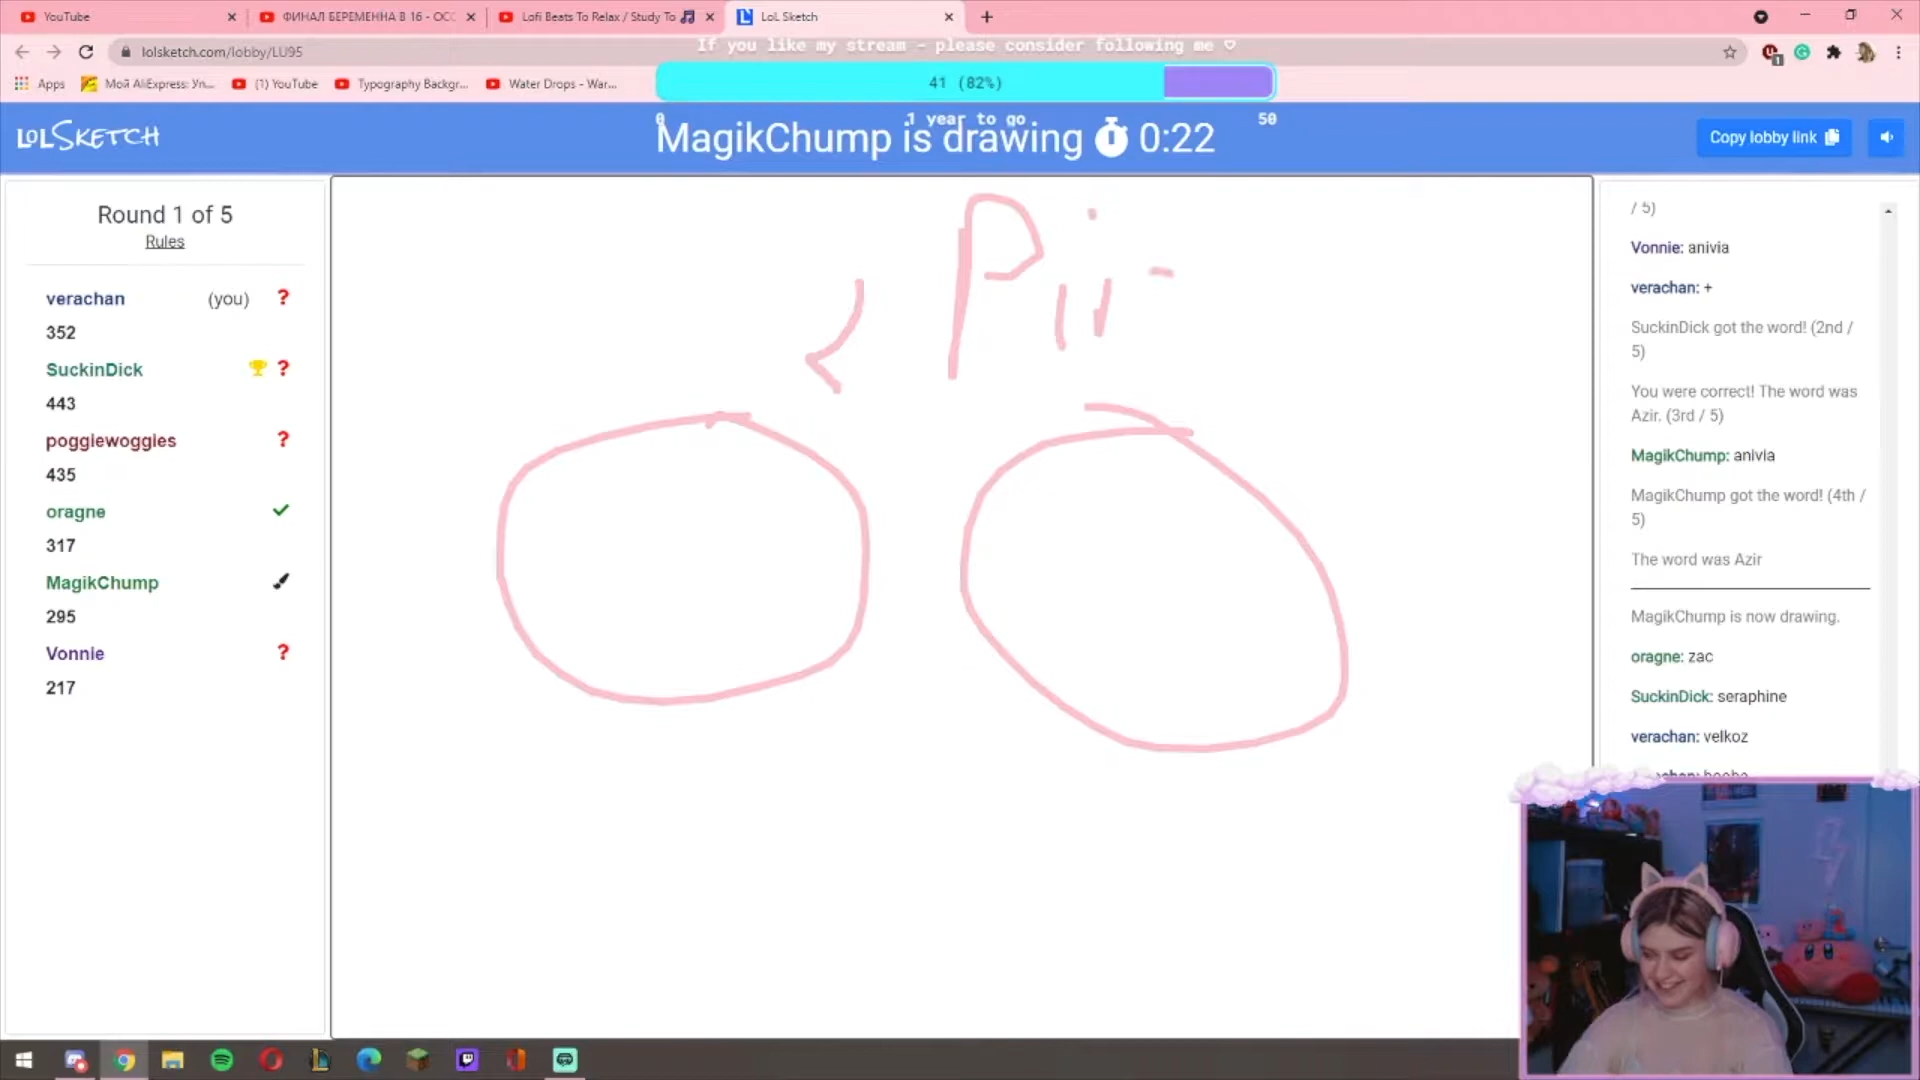 YouTube
ФИНАЛ БЕРЕМЕННА В 16 - ОСС
Lofi Beats To Relax / Study To
LoL Sketch
lolsketch.com/lobby/LU95
If you like my stream - please consider following me
Apps
Мой AliExpress: Уп...
(1) YouTube
Typography Backgr...
Water Drops - War...
41 (82%)
0
1 year to go
50
LOLSKETCH
MagikChump is drawing 0:22
Copy lobby link
Round 1 of 5
Rules
verachan (you) ?
352
SuckinDick ?
443
poggiewoggies ?
435
oragne
317
MagikChump
295
Vonnie ?
217
/ 5)
Vonnie: anivia
verachan: +
SuckinDick got the word! (2nd /
5)
You were correct! The word was
Azir. (3rd / 5)
MagikChump: anivia
MagikChump got the word! (4th /
5)
The word was Azir
MagikChump is now drawing.
oragne: zac
SuckinDick: seraphine
verachan: velkoz